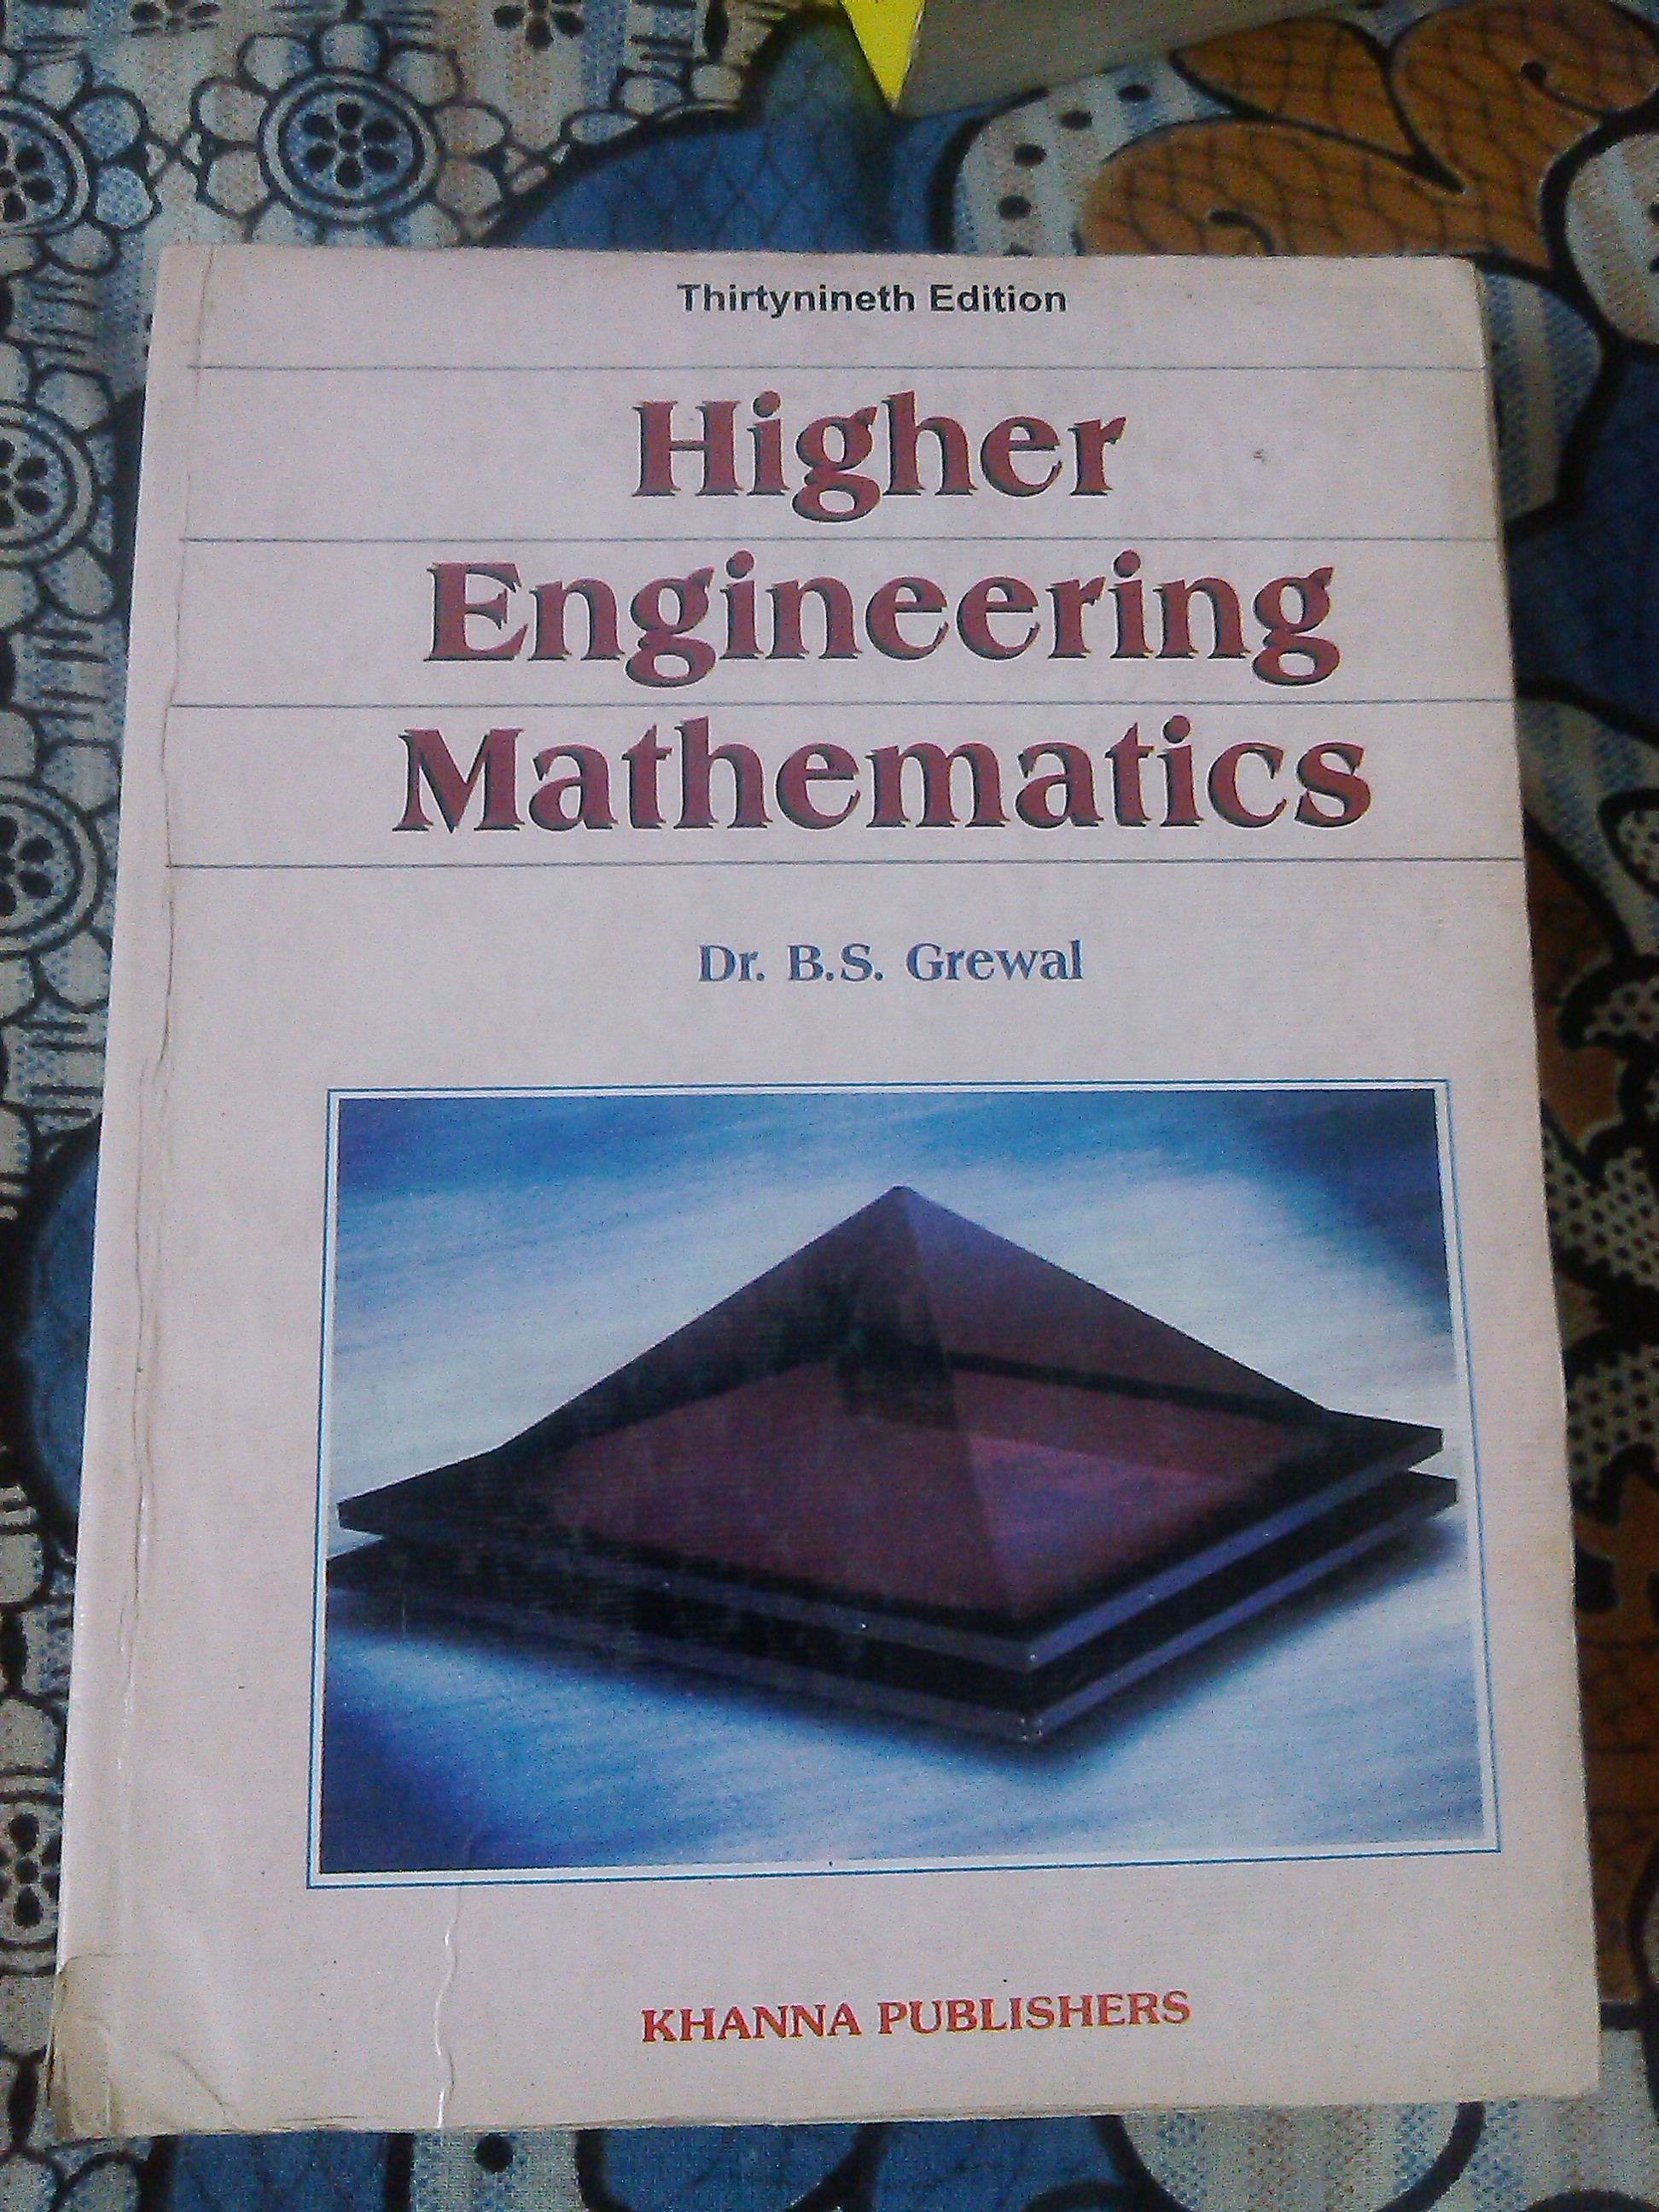 Thirtynineth Edition
Higher
Engineering
Mathematics
Dr. B.S. Grewal
KHANNA PUBLISHERS